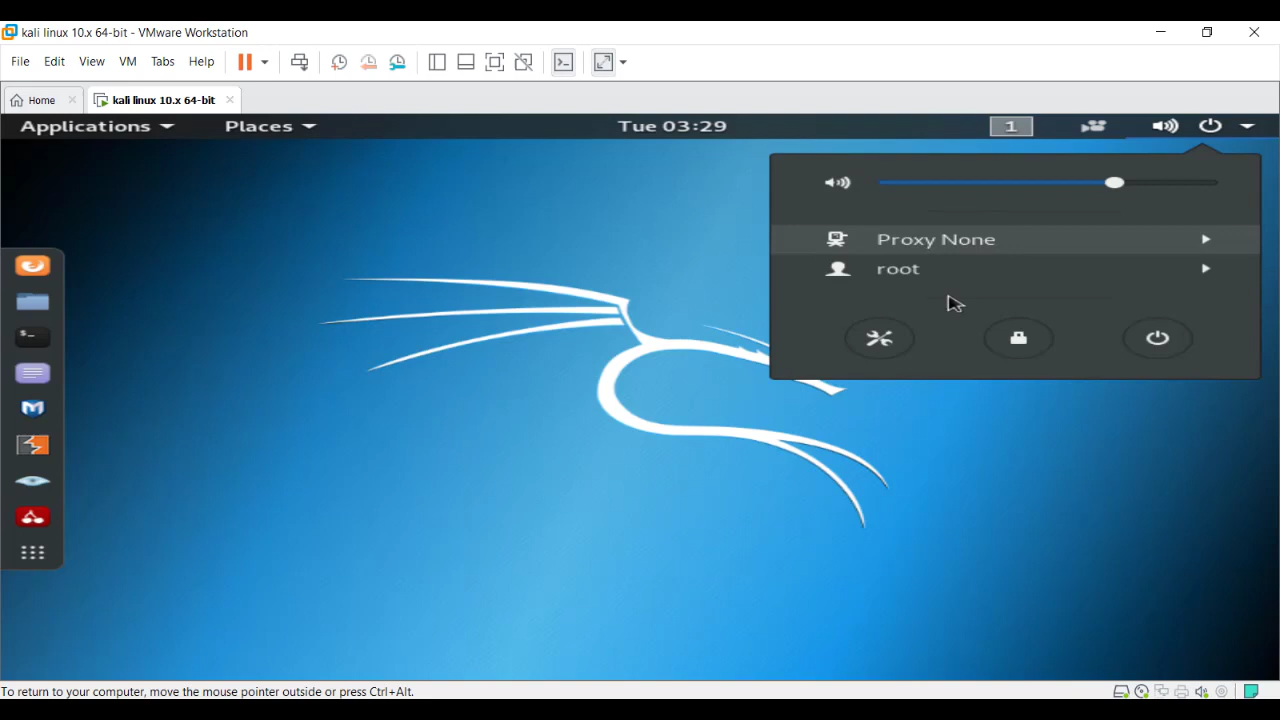 kali linux 10.x 64-bit - VMware Workstation
File Edit View VM Tabs Help
Home kali linux 10.x 64-bit
Applications Places Tue 03:29 1
Proxy None
root
To return to your computer, move the mouse pointer outside or press Ctrl+Alt.